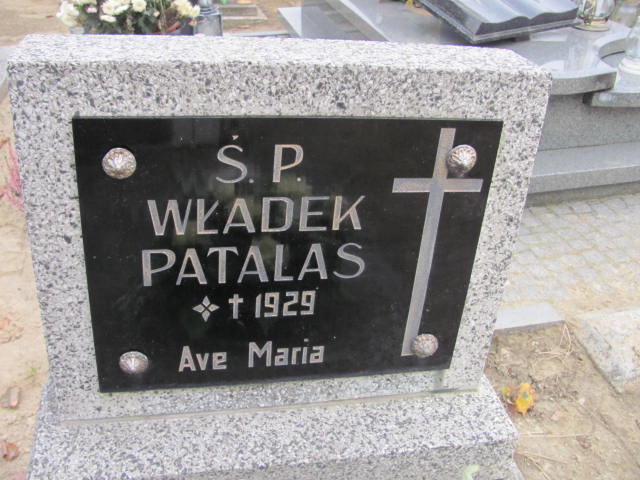 Ś. P.
WŁADEK
PATALAS
✥ † 1929
Ave Maria